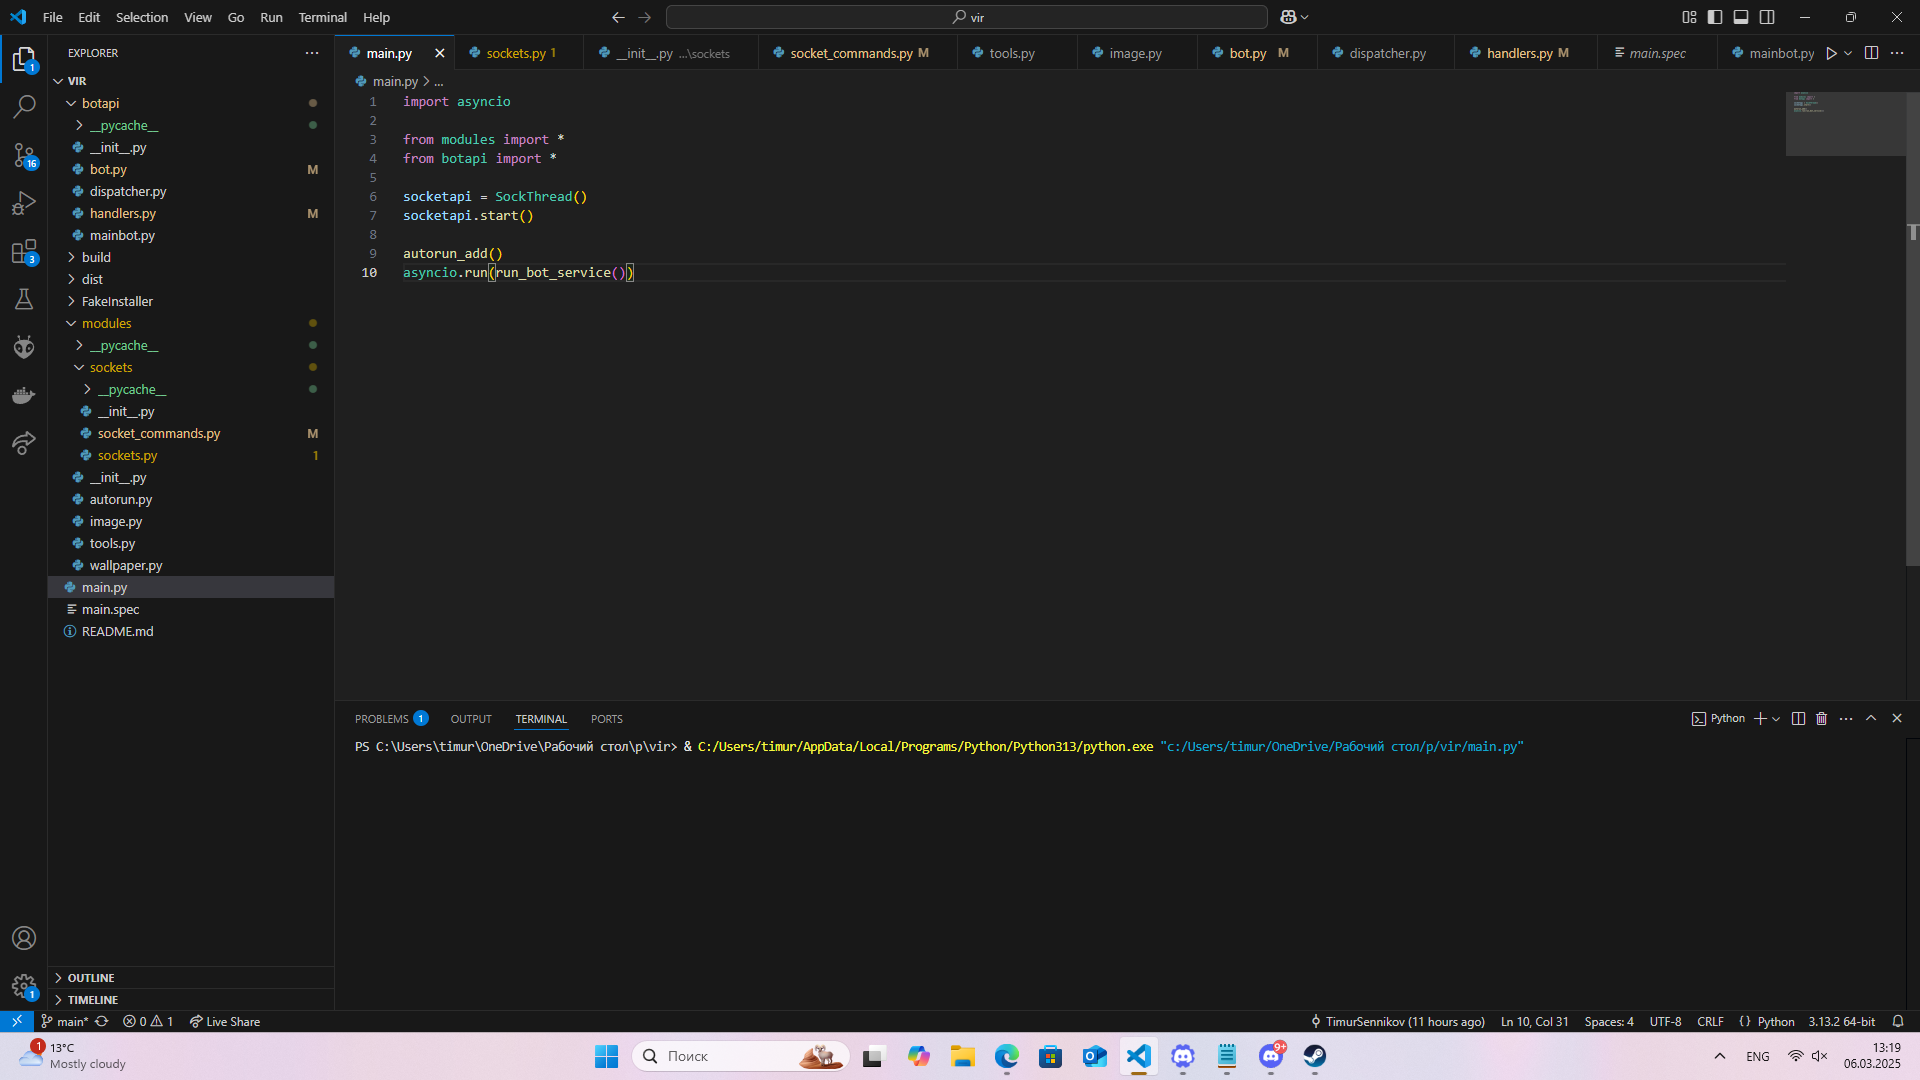 File Edit Selection View Go Run Terminal Help
vir
EXPLORER
main.py
sockets.py 1
__init__.py ...\sockets
socket_commands.py M
tools.py
image.py
bot.py M
dispatcher.py
handlers.py M
main.spec
mainbot.py
main.py > ...
VIR
botapi
__pycache__
__init__.py
bot.py M
dispatcher.py
handlers.py M
mainbot.py
build
dist
FakeInstaller
modules
__pycache__
sockets
__pycache__
__init__.py
socket_commands.py M
sockets.py 1
__init__.py
autorun.py
image.py
tools.py
wallpaper.py
main.py
main.spec
README.md
OUTLINE
TIMELINE
1
16
3
1
1 import asyncio
2
3 from modules import *
4 from botapi import *
5
6 socketapi = SockThread()
7 socketapi.start()
8
9 autorun_add()
10 asyncio.run(run_bot_service())
PROBLEMS 1 OUTPUT TERMINAL PORTS
Python
PS C:\Users\timur\OneDrive\Рабочий стол\p\vir> & C:/Users/timur/AppData/Local/Programs/Python/Python313/python.exe "c:/Users/timur/OneDrive/Рабочий стол/p/vir/main.py"
main* 0 1 Live Share
TimurSennikov (11 hours ago) Ln 10, Col 31 Spaces: 4 UTF-8 CRLF {} Python 3.13.2 64-bit
1
13°C
Mostly cloudy
Поиск
9+
ENG
13:19
06.03.2025